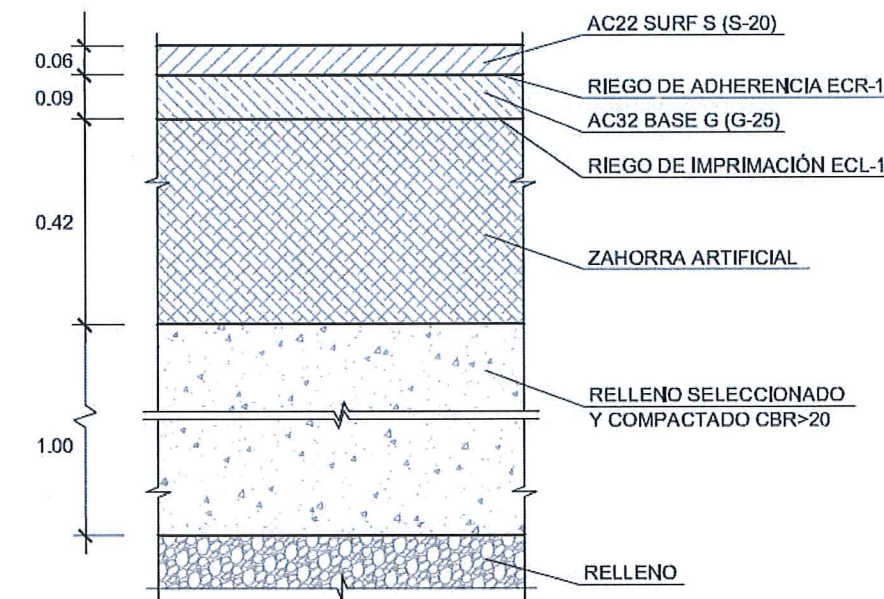 AC22 SURF S (S-20)
0.06
RIEGO DE ADHERENCIA ECR-1
0.09
AC32 BASE G (G-25)
RIEGO DE IMPRIMACIÓN ECL-1
0.42
ZAHORRA ARTIFICIAL
RELLENO SELECCIONADO
Y COMPACTADO CBR>20
1.00
RELLENO